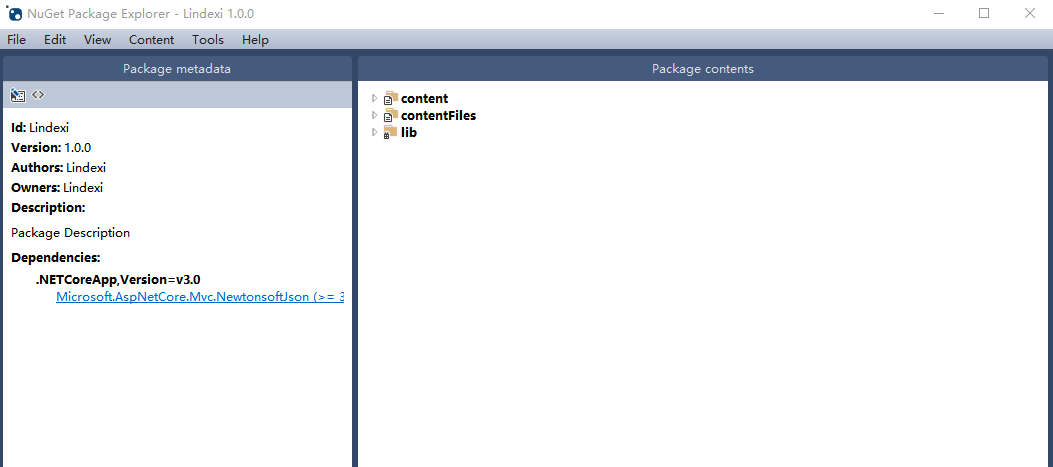 NuGet Package Explorer - Lindexi 1.0.0
File Edit View Content Tools Help
Package metadata
Package contents
Id: Lindexi
Version: 1.0.0
Authors: Lindexi
Owners: Lindexi
Description:
Package Description
Dependencies:
.NETCoreApp,Version=v3.0
Microsoft.AspNetCore.Mvc.NewtonsoftJson (>= 3
content
contentFiles
lib